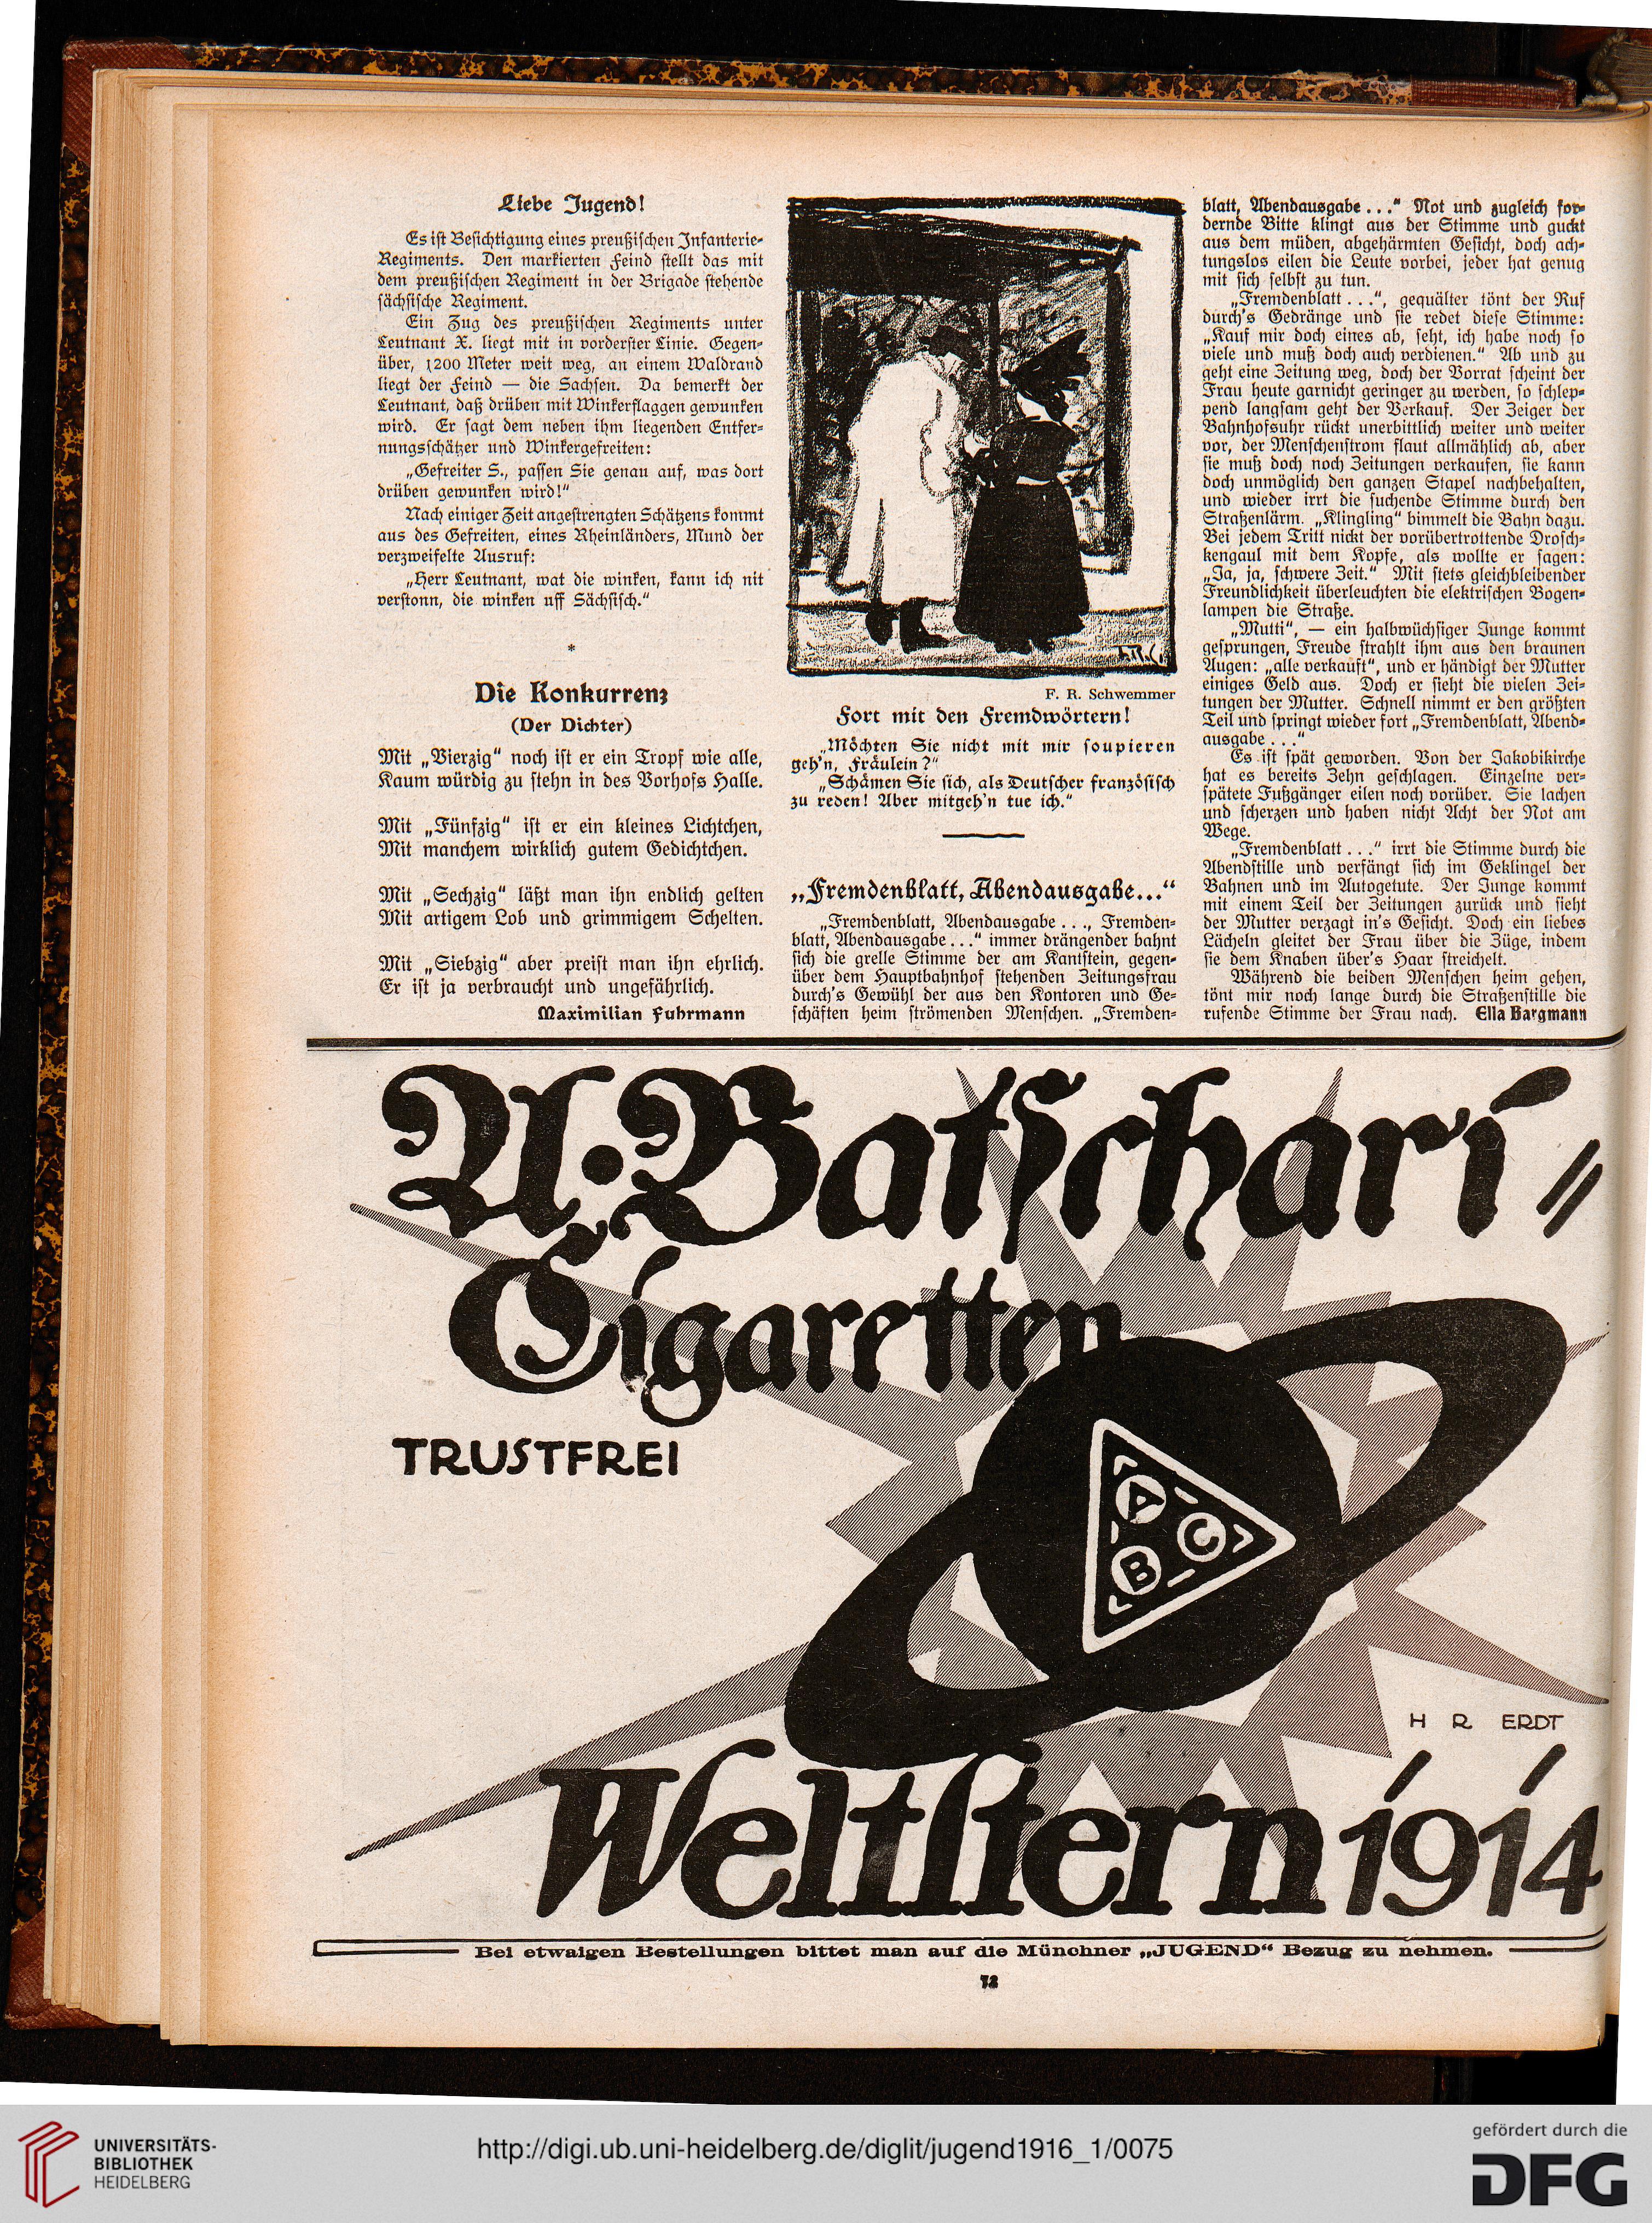 Liebe Jugend!
Es ist Besichtigung eines preußischen Infanterie-
Regiments. Den markierten Feind stellt das mit
dem preußischen Regiment in der Brigade stehende
sächsische Regiment.
Ein Zug des preußischen Regiments unter
Leutnant X. liegt mit in vorderster Linie. Gegen-
über, 1200 Meter weit weg, an einem Waldrand
liegt der Feind — die Sachsen. Da bemerkt der
Leutnant, daß drüben mit Winkerflaggen gewunken
wird. Er sagt dem neben ihm liegenden Entfer-
nungsschätzer und Winkergefreiten:
„Gefreiter S., passen Sie genau auf, was dort
drüben gewunken wird!“
Nach einiger Zeit angestrengten Schätzens kommt
aus des Gefreiten, eines Rheinländers, Mund der
verzweifelte Ausruf:
„Herr Leutnant, wat die winken, kann ich nit
verstonn, die winken uff Sächsisch.“
*
Die Konkurrenz
(Der Dichter)
Mit „Vierzig“ noch ist er ein Tropf wie alle,
Kaum würdig zu stehn in des Vorhofs Halle.
Mit „Fünfzig“ ist er ein kleines Lichtchen,
Mit manchem wirklich gutem Gedichtchen.
Mit „Sechzig“ läßt man ihn endlich gelten
Mit artigem Lob und grimmigem Schelten.
Mit „Siebzig“ aber preist man ihn ehrlich.
Er ist ja verbraucht und ungefährlich.
Maximilian Fuhrmann
F. R. Schwemmer
Fort mit den Fremdwörtern!
„Möchten Sie nicht mit mir soupieren
geh'n, Fräulein?“
„Schämen Sie sich, als Deutscher französisch
zu reden! Aber mitgeh'n tue ich.“
„Fremdenblatt, Abendausgabe...“
„Fremdenblatt, Abendausgabe . . ., Fremden-
blatt, Abendausgabe . . .“ immer drängender bahnt
sich die grelle Stimme der am Kantstein, gegen-
über dem Hauptbahnhof stehenden Zeitungsfrau
durch's Gewühl der aus den Kontoren und Ge-
schäften heim strömenden Menschen. „Fremden-
blatt, Abendausgabe . . .“ Not und zugleich for-
dernde Bitte klingt aus der Stimme und guckt
aus dem müden, abgehärmten Gesicht, doch ach-
tungslos eilen die Leute vorbei, jeder hat genug
mit sich selbst zu tun.
„Fremdenblatt . . .“, gequälter tönt der Ruf
durch's Gedränge und sie redet diese Stimme:
„Kauf mir doch eines ab, seht, ich habe noch so
viele und muß doch auch verdienen.“ Ab und zu
geht eine Zeitung weg, doch der Vorrat scheint der
Frau heute garnicht geringer zu werden, so schlep-
pend langsam geht der Verkauf. Der Zeiger der
Bahnhofsuhr rückt unerbittlich weiter und weiter
vor, der Menschenstrom flaut allmählich ab, aber
sie muß doch noch Zeitungen verkaufen, sie kann
doch unmöglich den ganzen Stapel nachbehalten,
und wieder irrt die suchende Stimme durch den
Straßenlärm. „Klingling“ bimmelt die Bahn dazu.
Bei jedem Tritt nickt der vorübertrottende Drosch-
kengaul mit dem Kopfe, als wollte er sagen:
„Ja, ja, schwere Zeit.“ Mit stets gleichbleibender
Freundlichkeit überleuchten die elektrischen Bogen-
lampen die Straße.
„Mutti“, — ein halbwüchsiger Junge kommt
gesprungen, Freude strahlt ihm aus den braunen
Augen: „alle verkauft“, und er händigt der Mutter
einiges Geld aus. Doch er sieht die vielen Zei-
tungen der Mutter. Schnell nimmt er den größten
Teil und springt wieder fort „Fremdenblatt, Abend-
ausgabe . . .“
Es ist spät geworden. Von der Jakobikirche
hat es bereits Zehn geschlagen. Einzelne ver-
spätete Fußgänger eilen noch vorüber. Sie lachen
und scherzen und haben nicht Acht der Not am
Wege.
„Fremdenblatt . . .“ irrt die Stimme durch die
Abendstille und verfängt sich im Geklingel der
Bahnen und im Autogetute. Der Junge kommt
mit einem Teil der Zeitungen zurück und sieht
der Mutter verzagt in's Gesicht. Doch ein liebes
Lächeln gleitet der Frau über die Züge, indem
sie dem Knaben über's Haar streichelt.
Während die beiden Menschen heim gehen,
tönt mir noch lange durch die Straßenstille die
rufende Stimme der Frau nach. Ella Bargmann
A. Batschari-
Cigaretten
TRUSTFREI
A
C
B
H R ERDT
Weltstern 1914
Bei etwaigen Bestellungen bittet man auf die Münchner „JUGEND“ Bezug zu nehmen.
72
UNIVERSITÄTS-
BIBLIOTHEK
HEIDELBERG
http://digi.ub.uni-heidelberg.de/diglit/jugend1916_1/0075
gefördert durch die
DFG